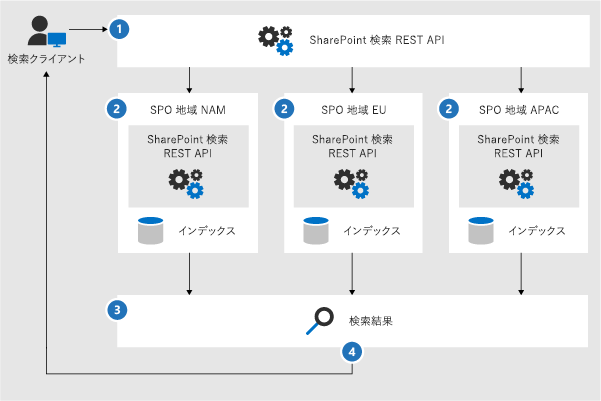 検索クライアント
1
SharePoint 検索 REST API
2
SPO 地域 NAM
SharePoint 検索
REST API
インデックス
2
SPO 地域 EU
SharePoint 検索
REST API
インデックス
2
SPO 地域 APAC
SharePoint 検索
REST API
インデックス
3
検索結果
4